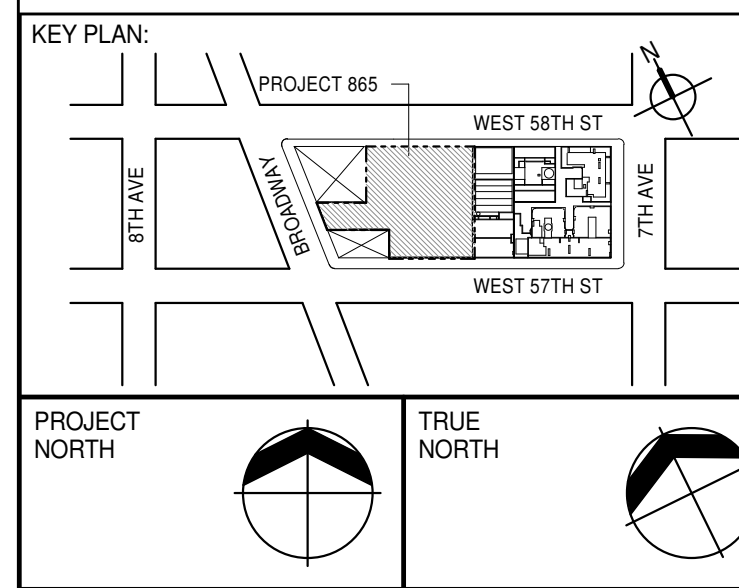 KEY PLAN:
N
PROJECT 865
WEST 58TH ST
8TH AVE
BROADWAY
7TH AVE
WEST 57TH ST
PROJECT
NORTH
TRUE
NORTH